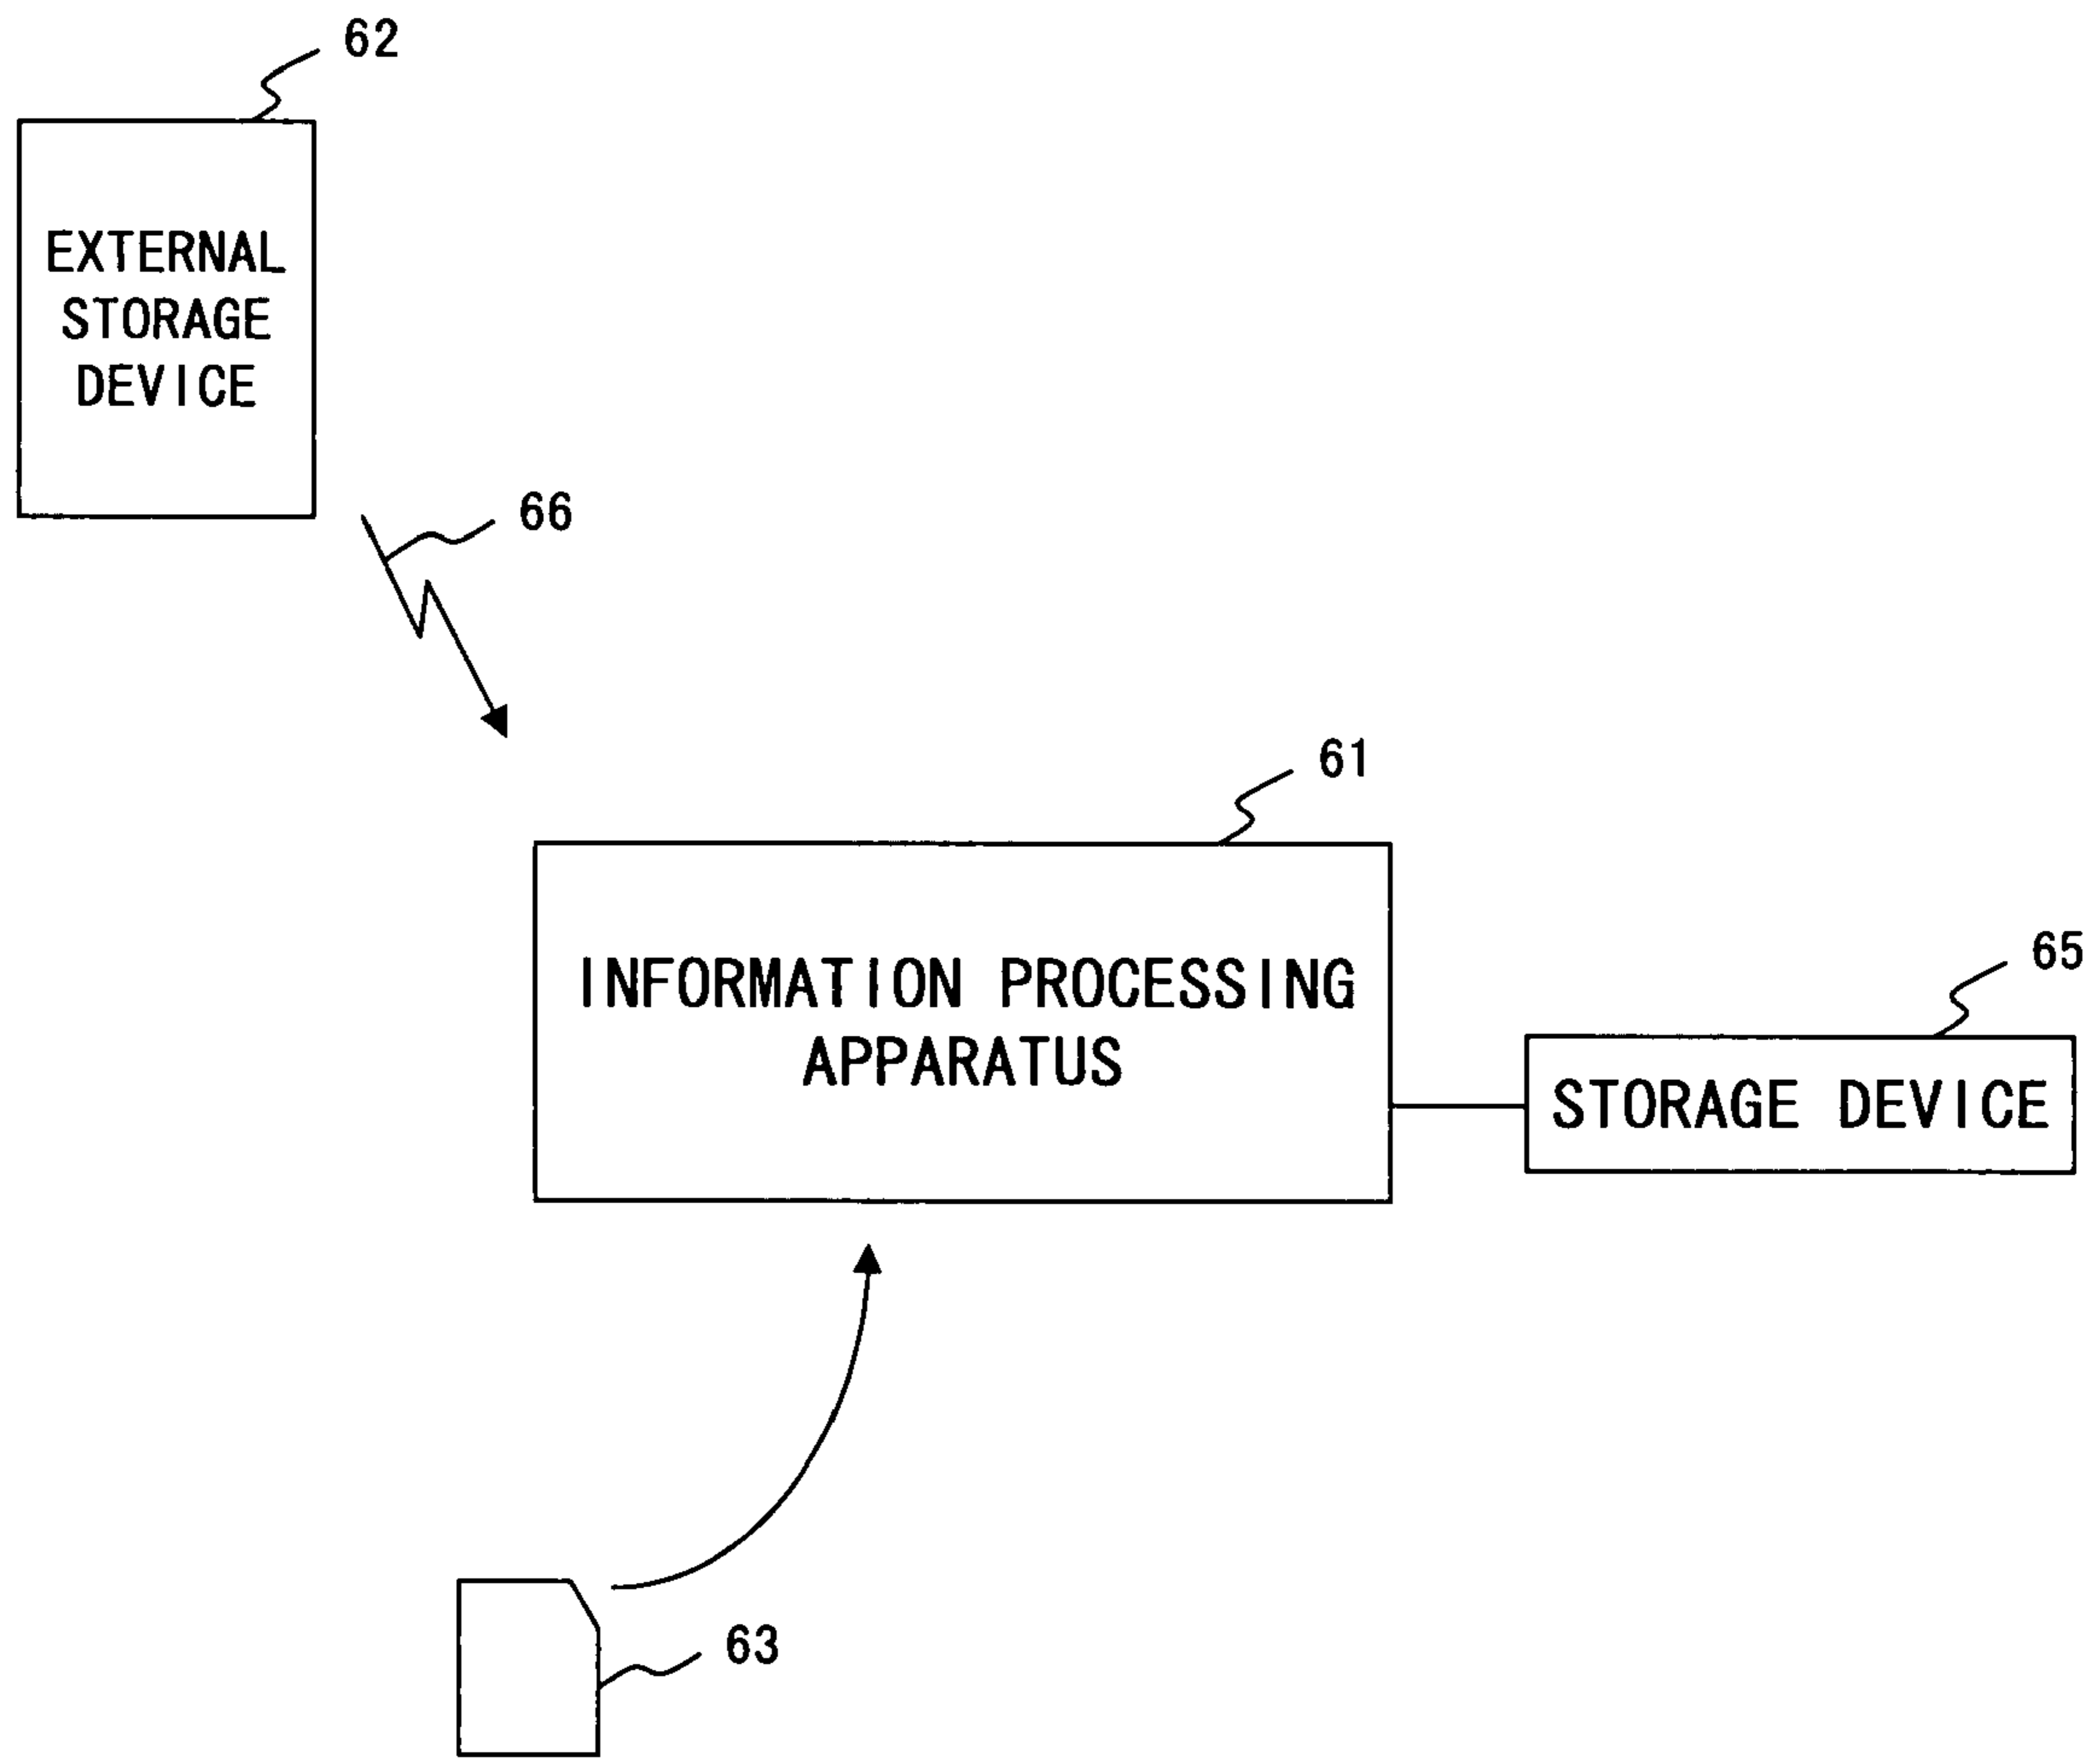 62
EXTERNAL
STORAGE
DEVICE
66
61
INFORMATION PROCESSING
APPARATUS
65
STORAGE DEVICE
63